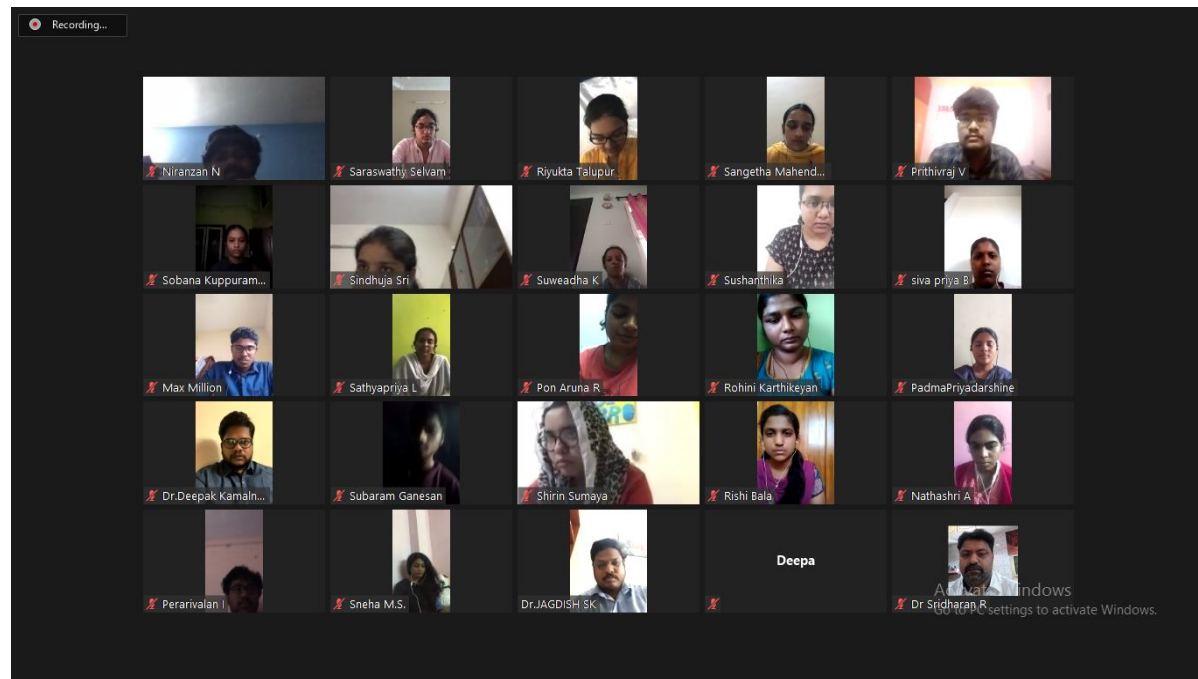 Recording...
Niranzan N
Saraswathy Selvam
Riyukta Talupur
Sangetha Mahend...
Prithivraj V
Sobana Kuppuram...
Sindhuja Sri
Suweadha K
Sushanthika
siva priya B
Max Million
Sathyapriya L
Pon Aruna R
Rohini Karthikeyan
PadmaPriyadarshine
Dr.Deepak Kamaln...
Subaram Ganesan
Shirin Sumaya
Rishi Bala
Nathashri A
Perarivalan I
Sneha M.S.
Dr.JAGDISH SK
Deepa
Dr Sridharan R
Activate Windows
Go to PC settings to activate Windows.